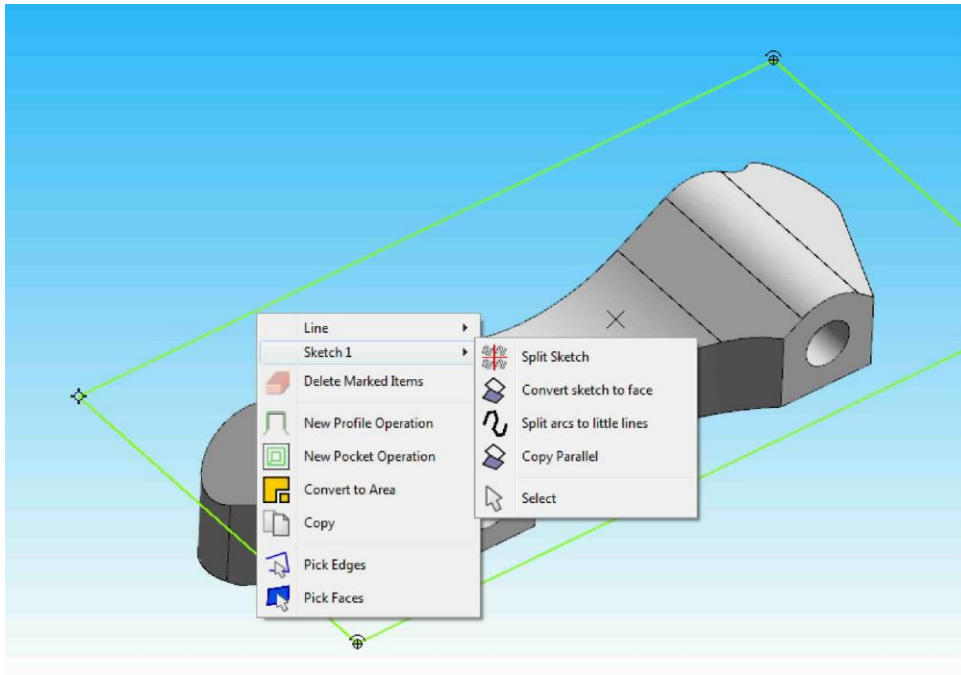 Line
Sketch 1
Delete Marked Items
New Profile Operation
New Pocket Operation
Convert to Area
Copy
Pick Edges
Pick Faces
Split Sketch
Convert sketch to face
Split arcs to little lines
Copy Parallel
Select